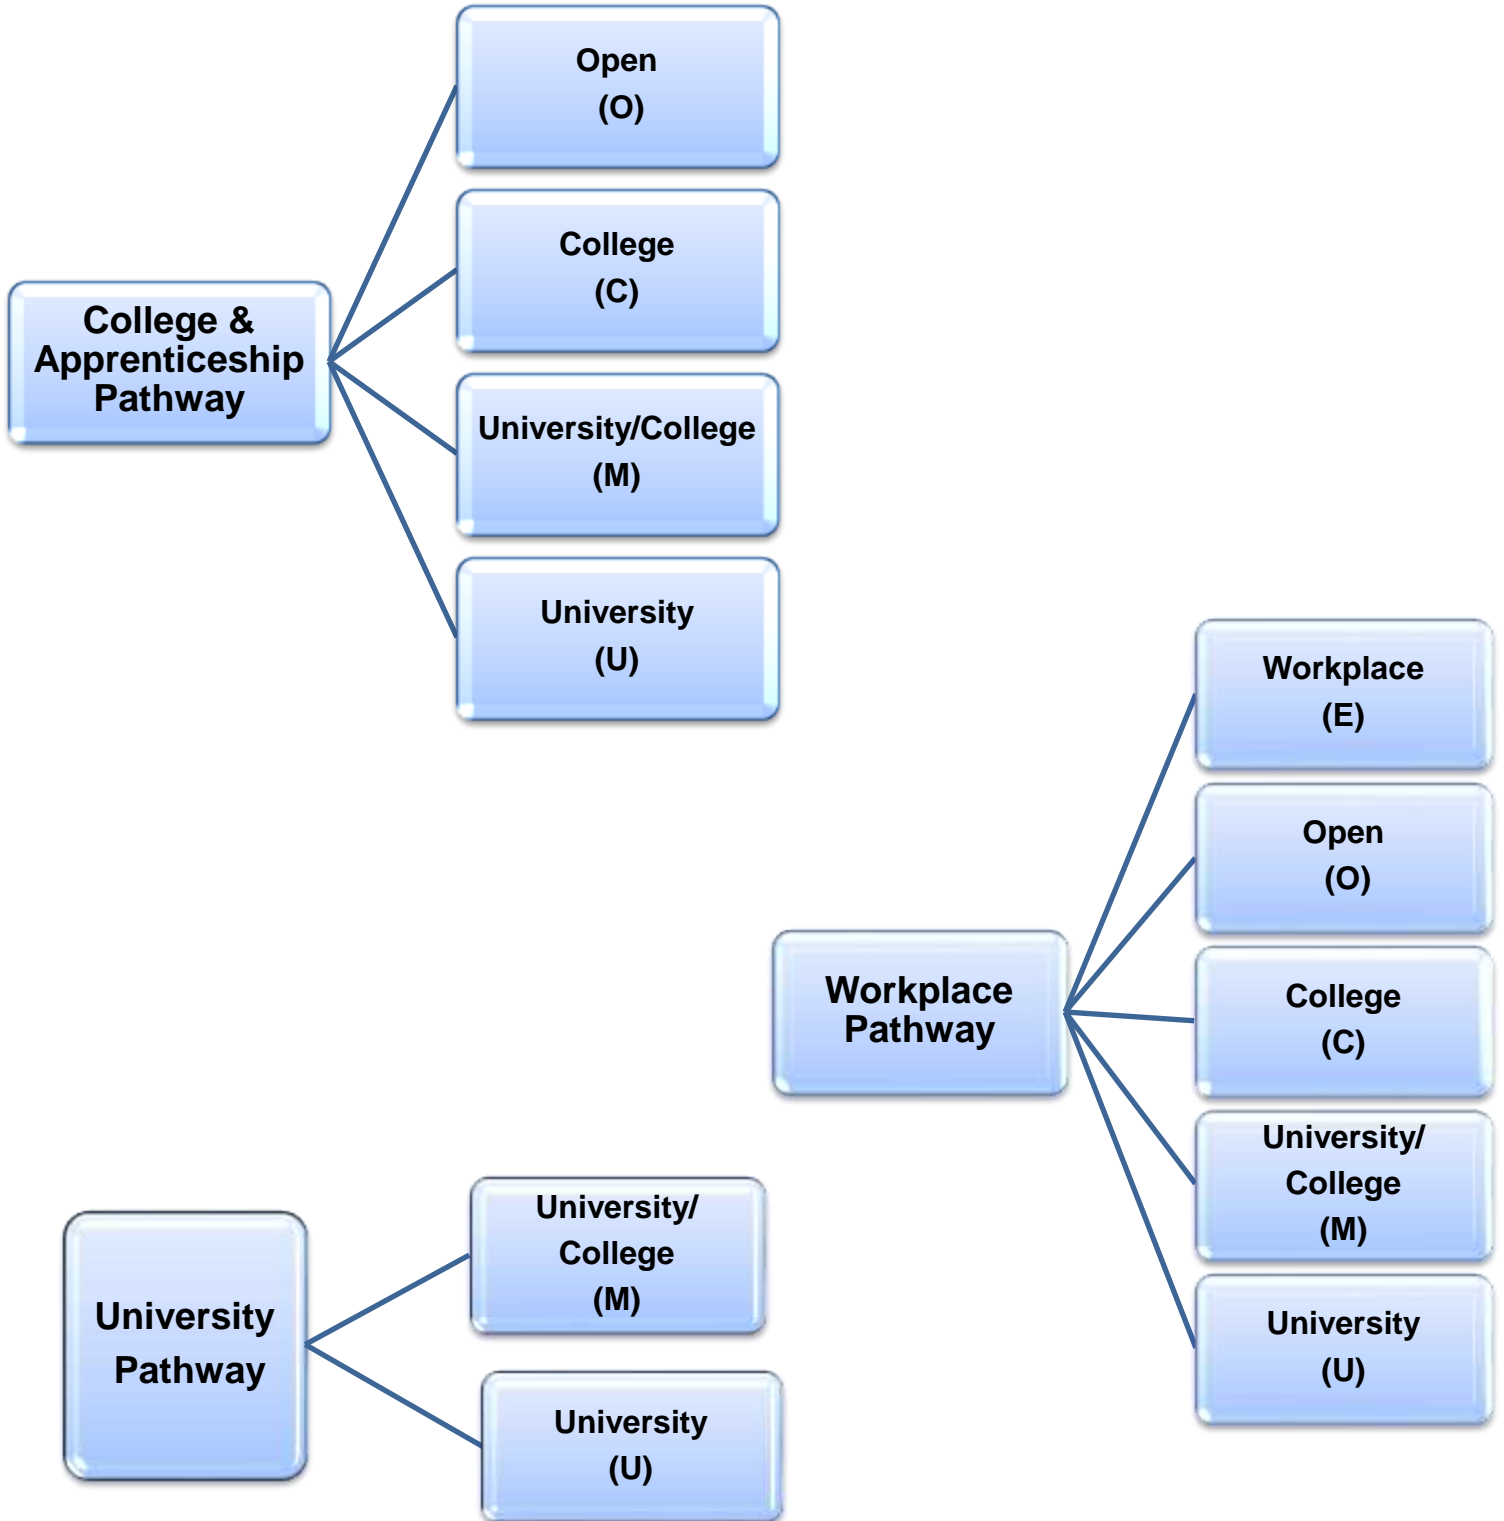 College &
Apprenticeship
Pathway
Open
(O)
College
(C)
University/College
(M)
University
(U)
Workplace
Pathway
Workplace
(E)
Open
(O)
College
(C)
University/
College
(M)
University
(U)
University
Pathway
University/
College
(M)
University
(U)